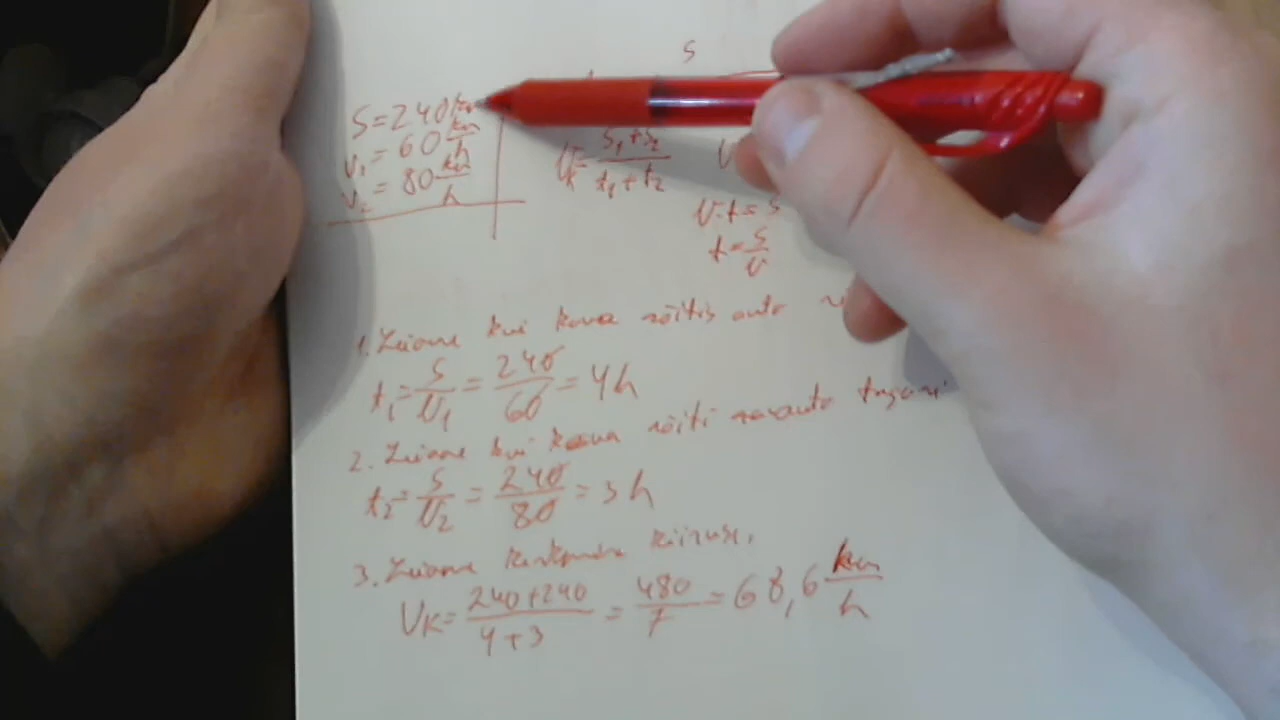 S
S=240km
V₁=60 km/h
V₂=80 km/h
Vₖ= S₁+S₂/t₁+t₂
V·t=S
t=S/V
1. Leiame kui kaua sõitis auto
t₁=S/V₁=240/60=4h
2. Leiame kui kaua sõiti
t₂=S/V₂=240/80=3h
3. Leiame keskmise kiiruse.
Vₖ=240+240/4+3=480/7=68,6 km/h